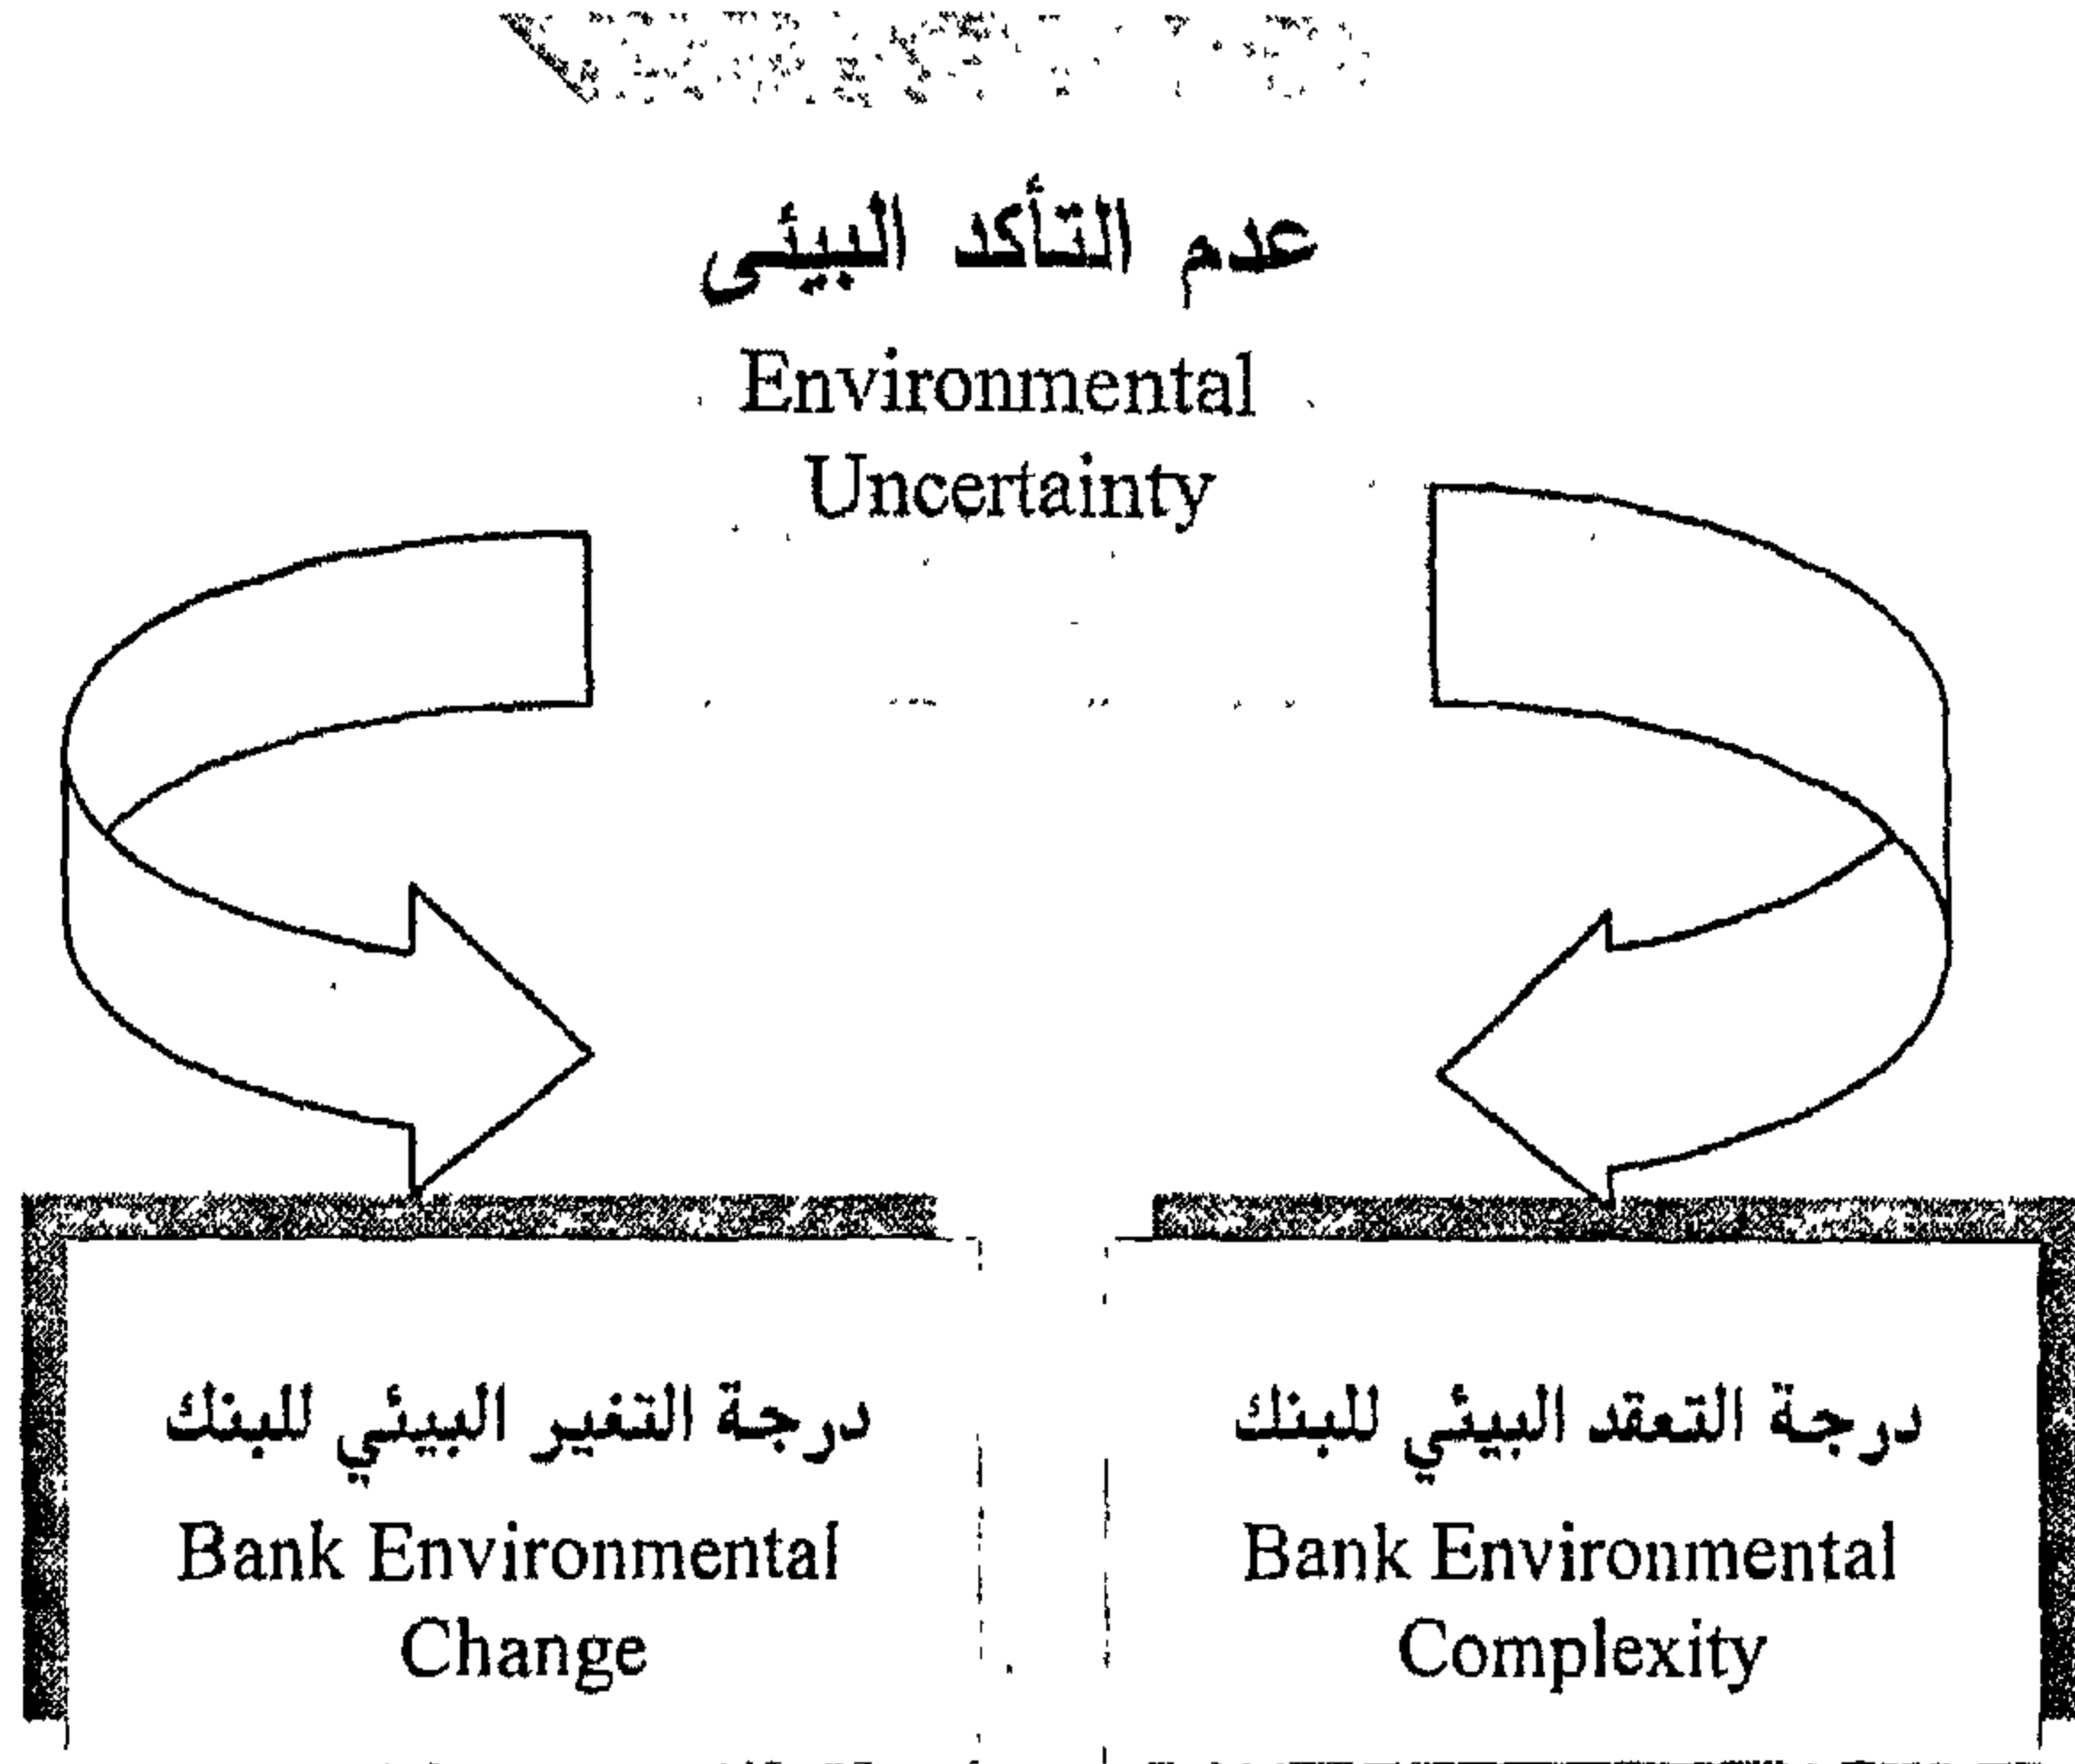 عدم التأكد البيئى
Environmental
Uncertainty
درجة التعقد البيئي للبنك
Bank Environmental
Complexity
درجة التغير البيئي للبنك
Bank Environmental
Change